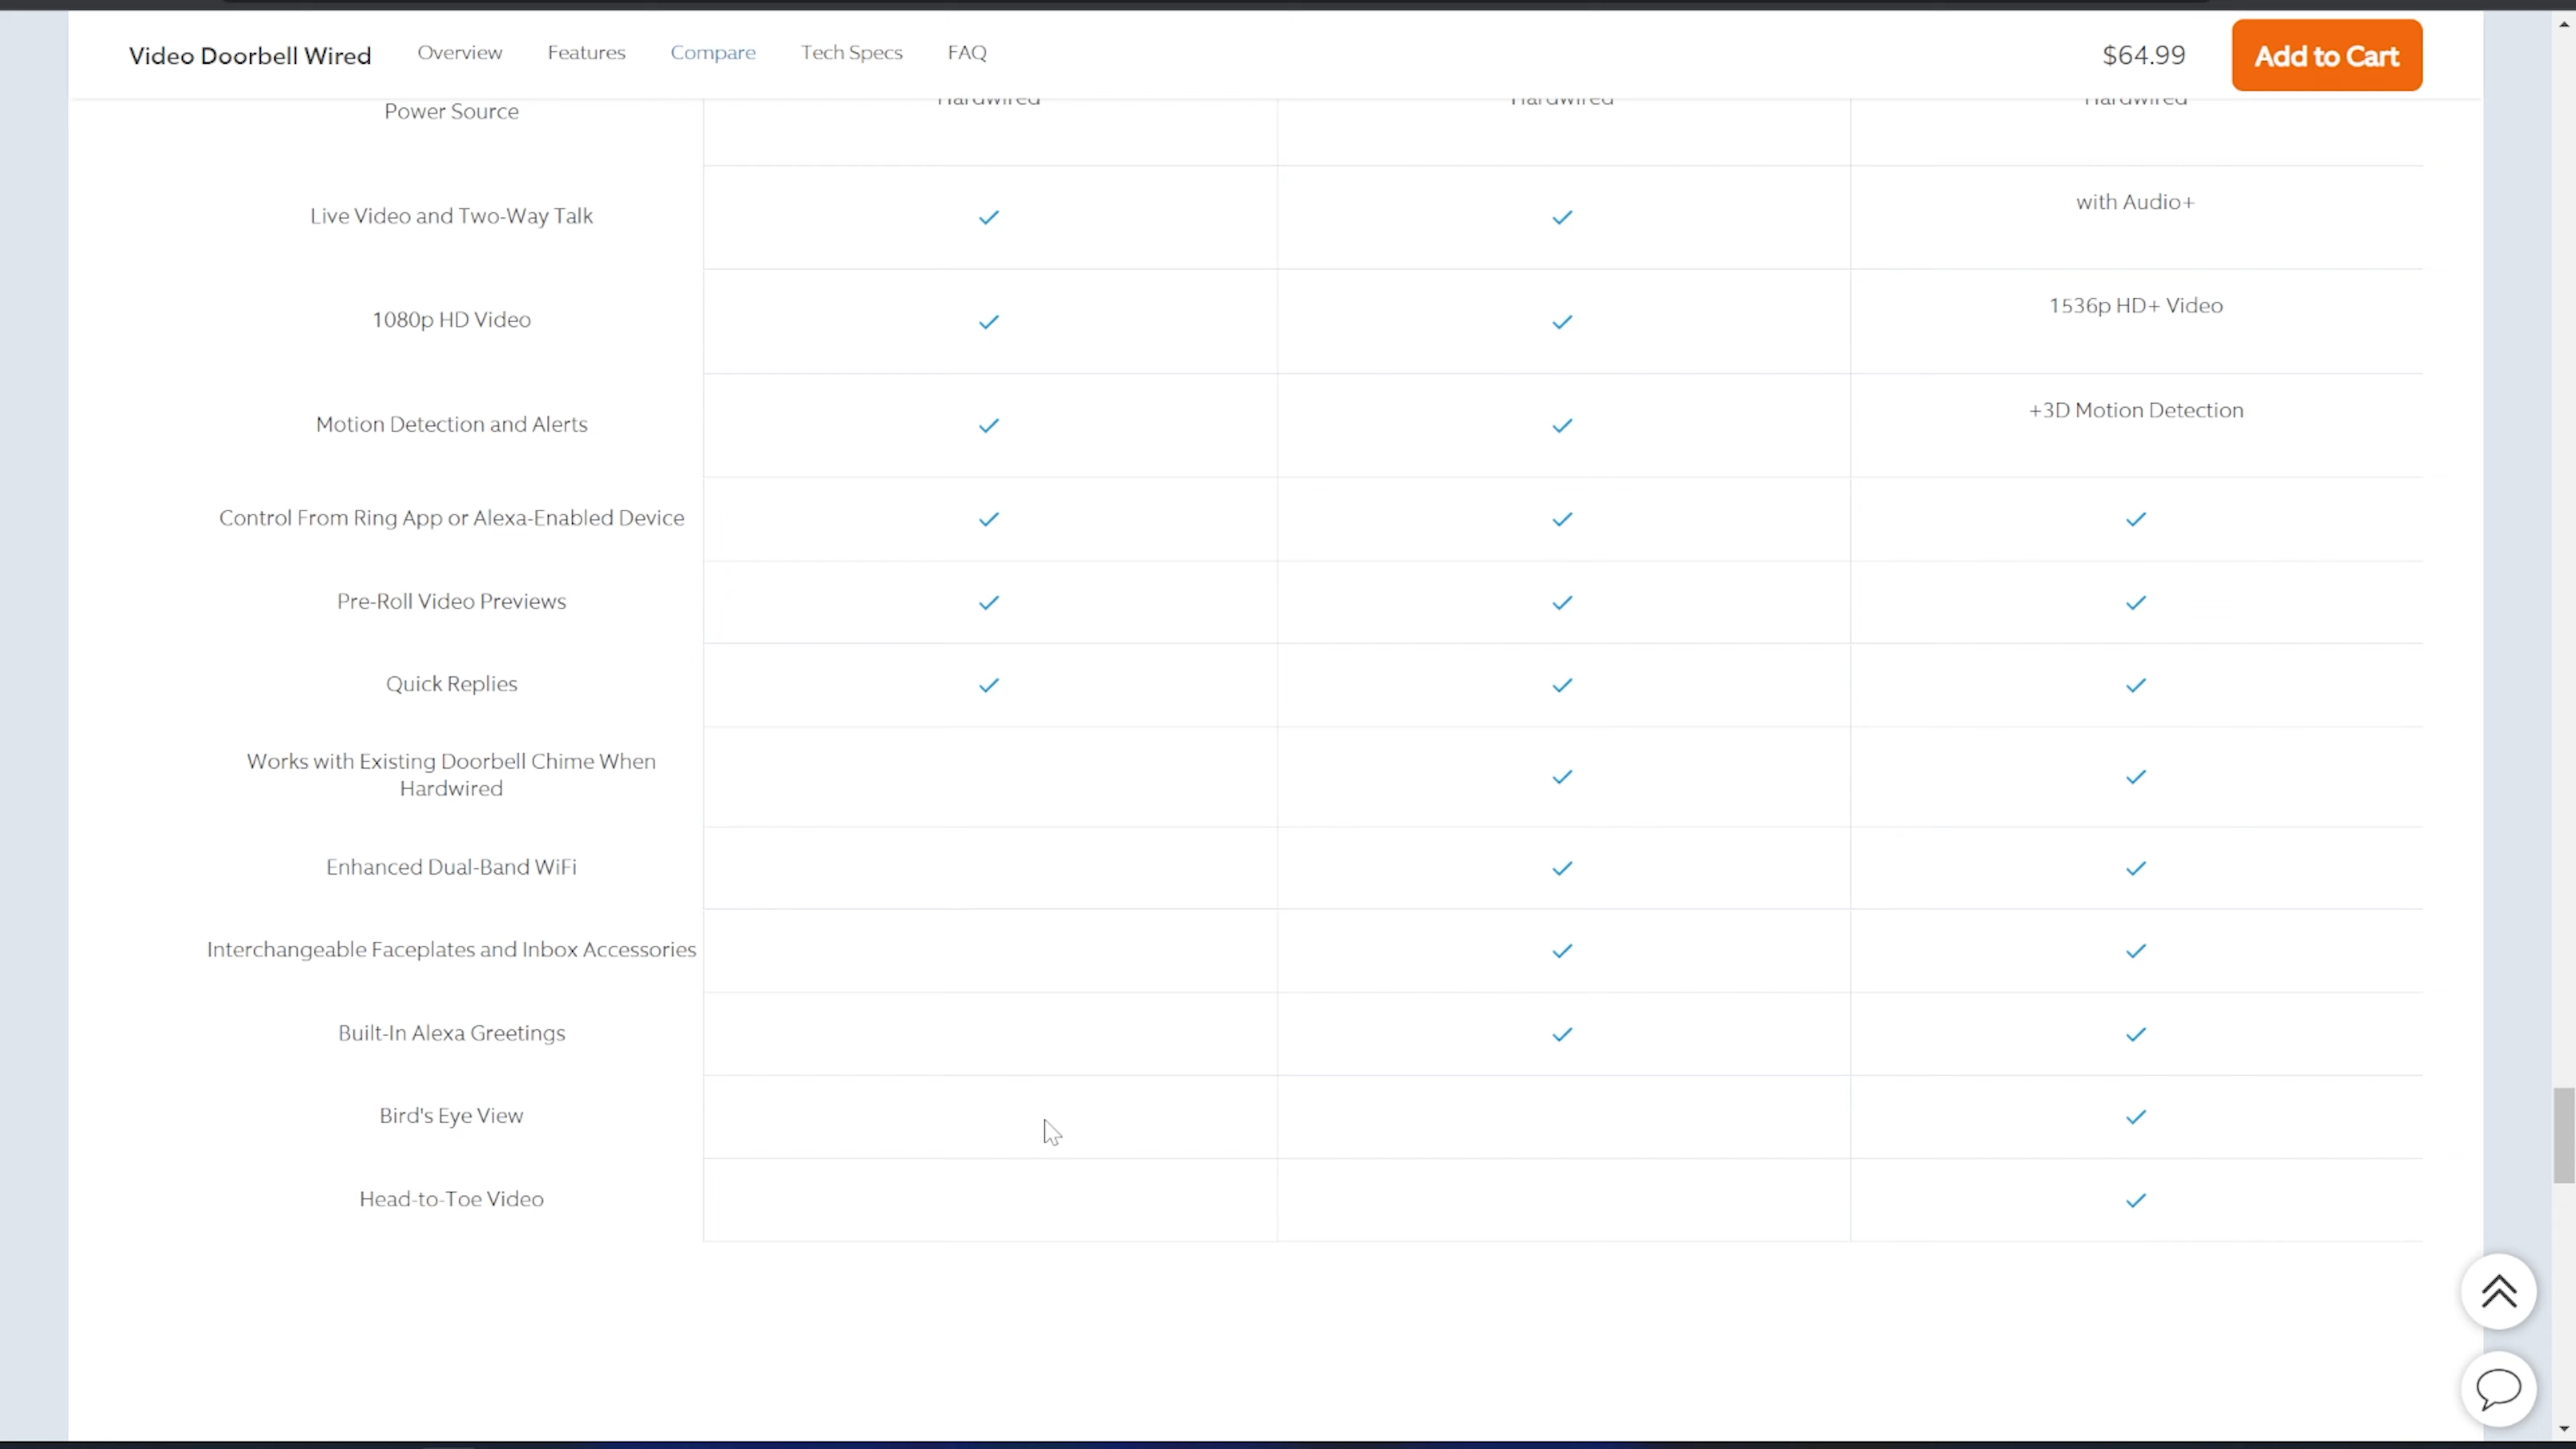 Video Doorbell Wired Overview Features Compare Tech Specs FAQ $64.99 Add to Cart
Power Source Hardwired Hardwired Hardwired
Live Video and Two-Way Talk with Audio+
1080p HD Video 1536p HD+ Video
Motion Detection and Alerts +3D Motion Detection
Control From Ring App or Alexa-Enabled Device
Pre-Roll Video Previews
Quick Replies
Works with Existing Doorbell Chime When
Hardwired
Enhanced Dual-Band WiFi
Interchangeable Faceplates and Inbox Accessories
Built-In Alexa Greetings
Bird's Eye View
Head-to-Toe Video